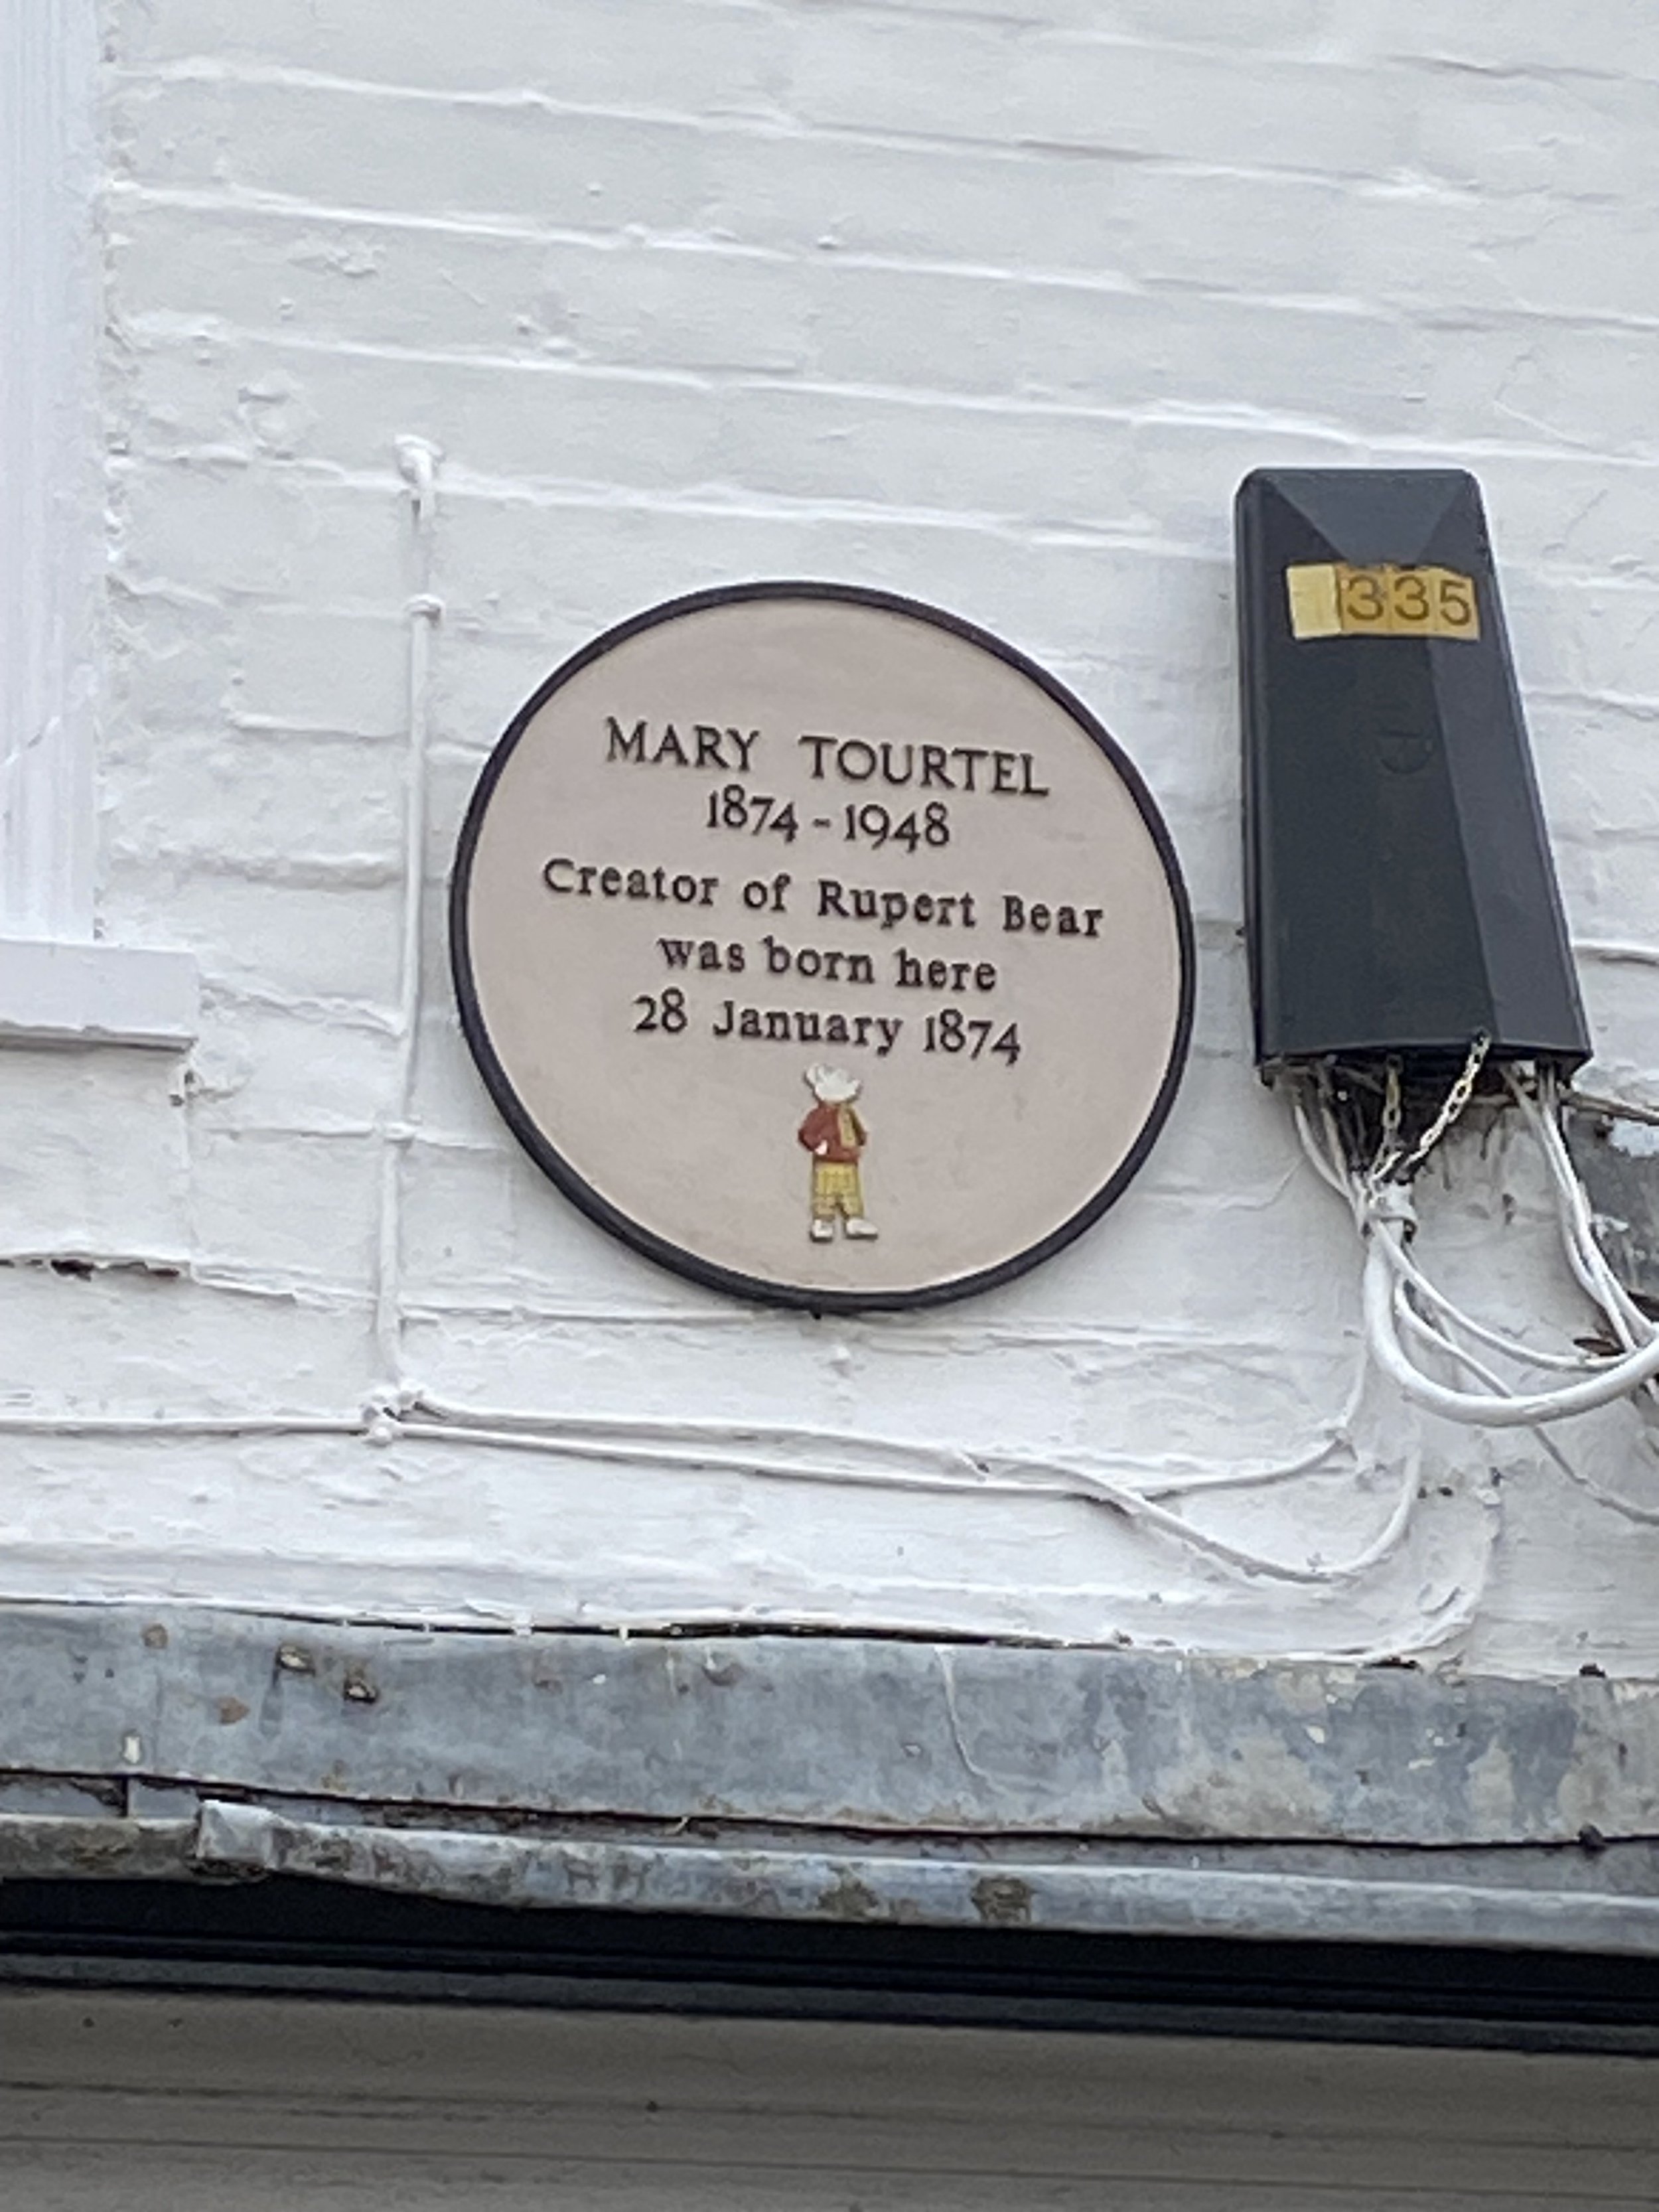 MARY TOURTEL
1874 - 1948
Creator of Rupert Bear
was born here
28 January 1874
335